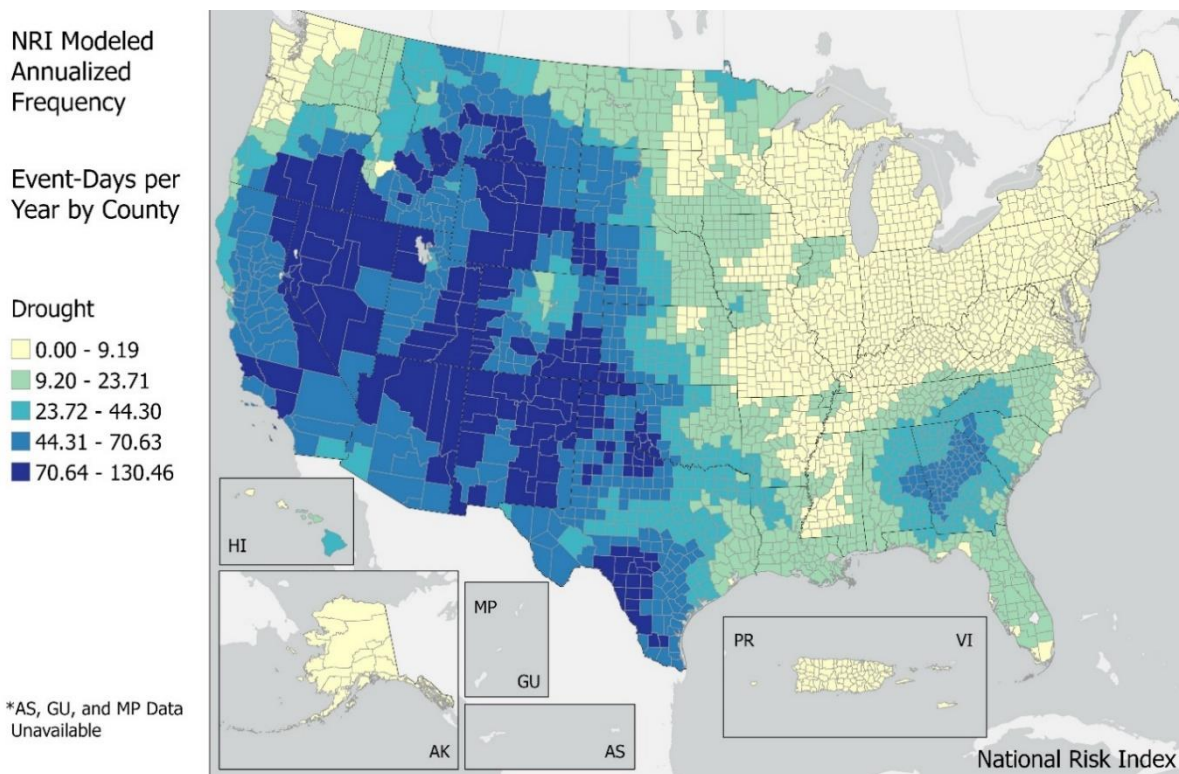 NRI Modeled
Annualized
Frequency
Event-Days per
Year by County
Drought
0.00 - 9.19
9.20 - 23.71
23.72 - 44.30
44.31 - 70.63
70.64 - 130.46
*AS, GU, and MP Data
Unavailable
HI
AK
MP
GU
AS
PR
VI
National Risk Index